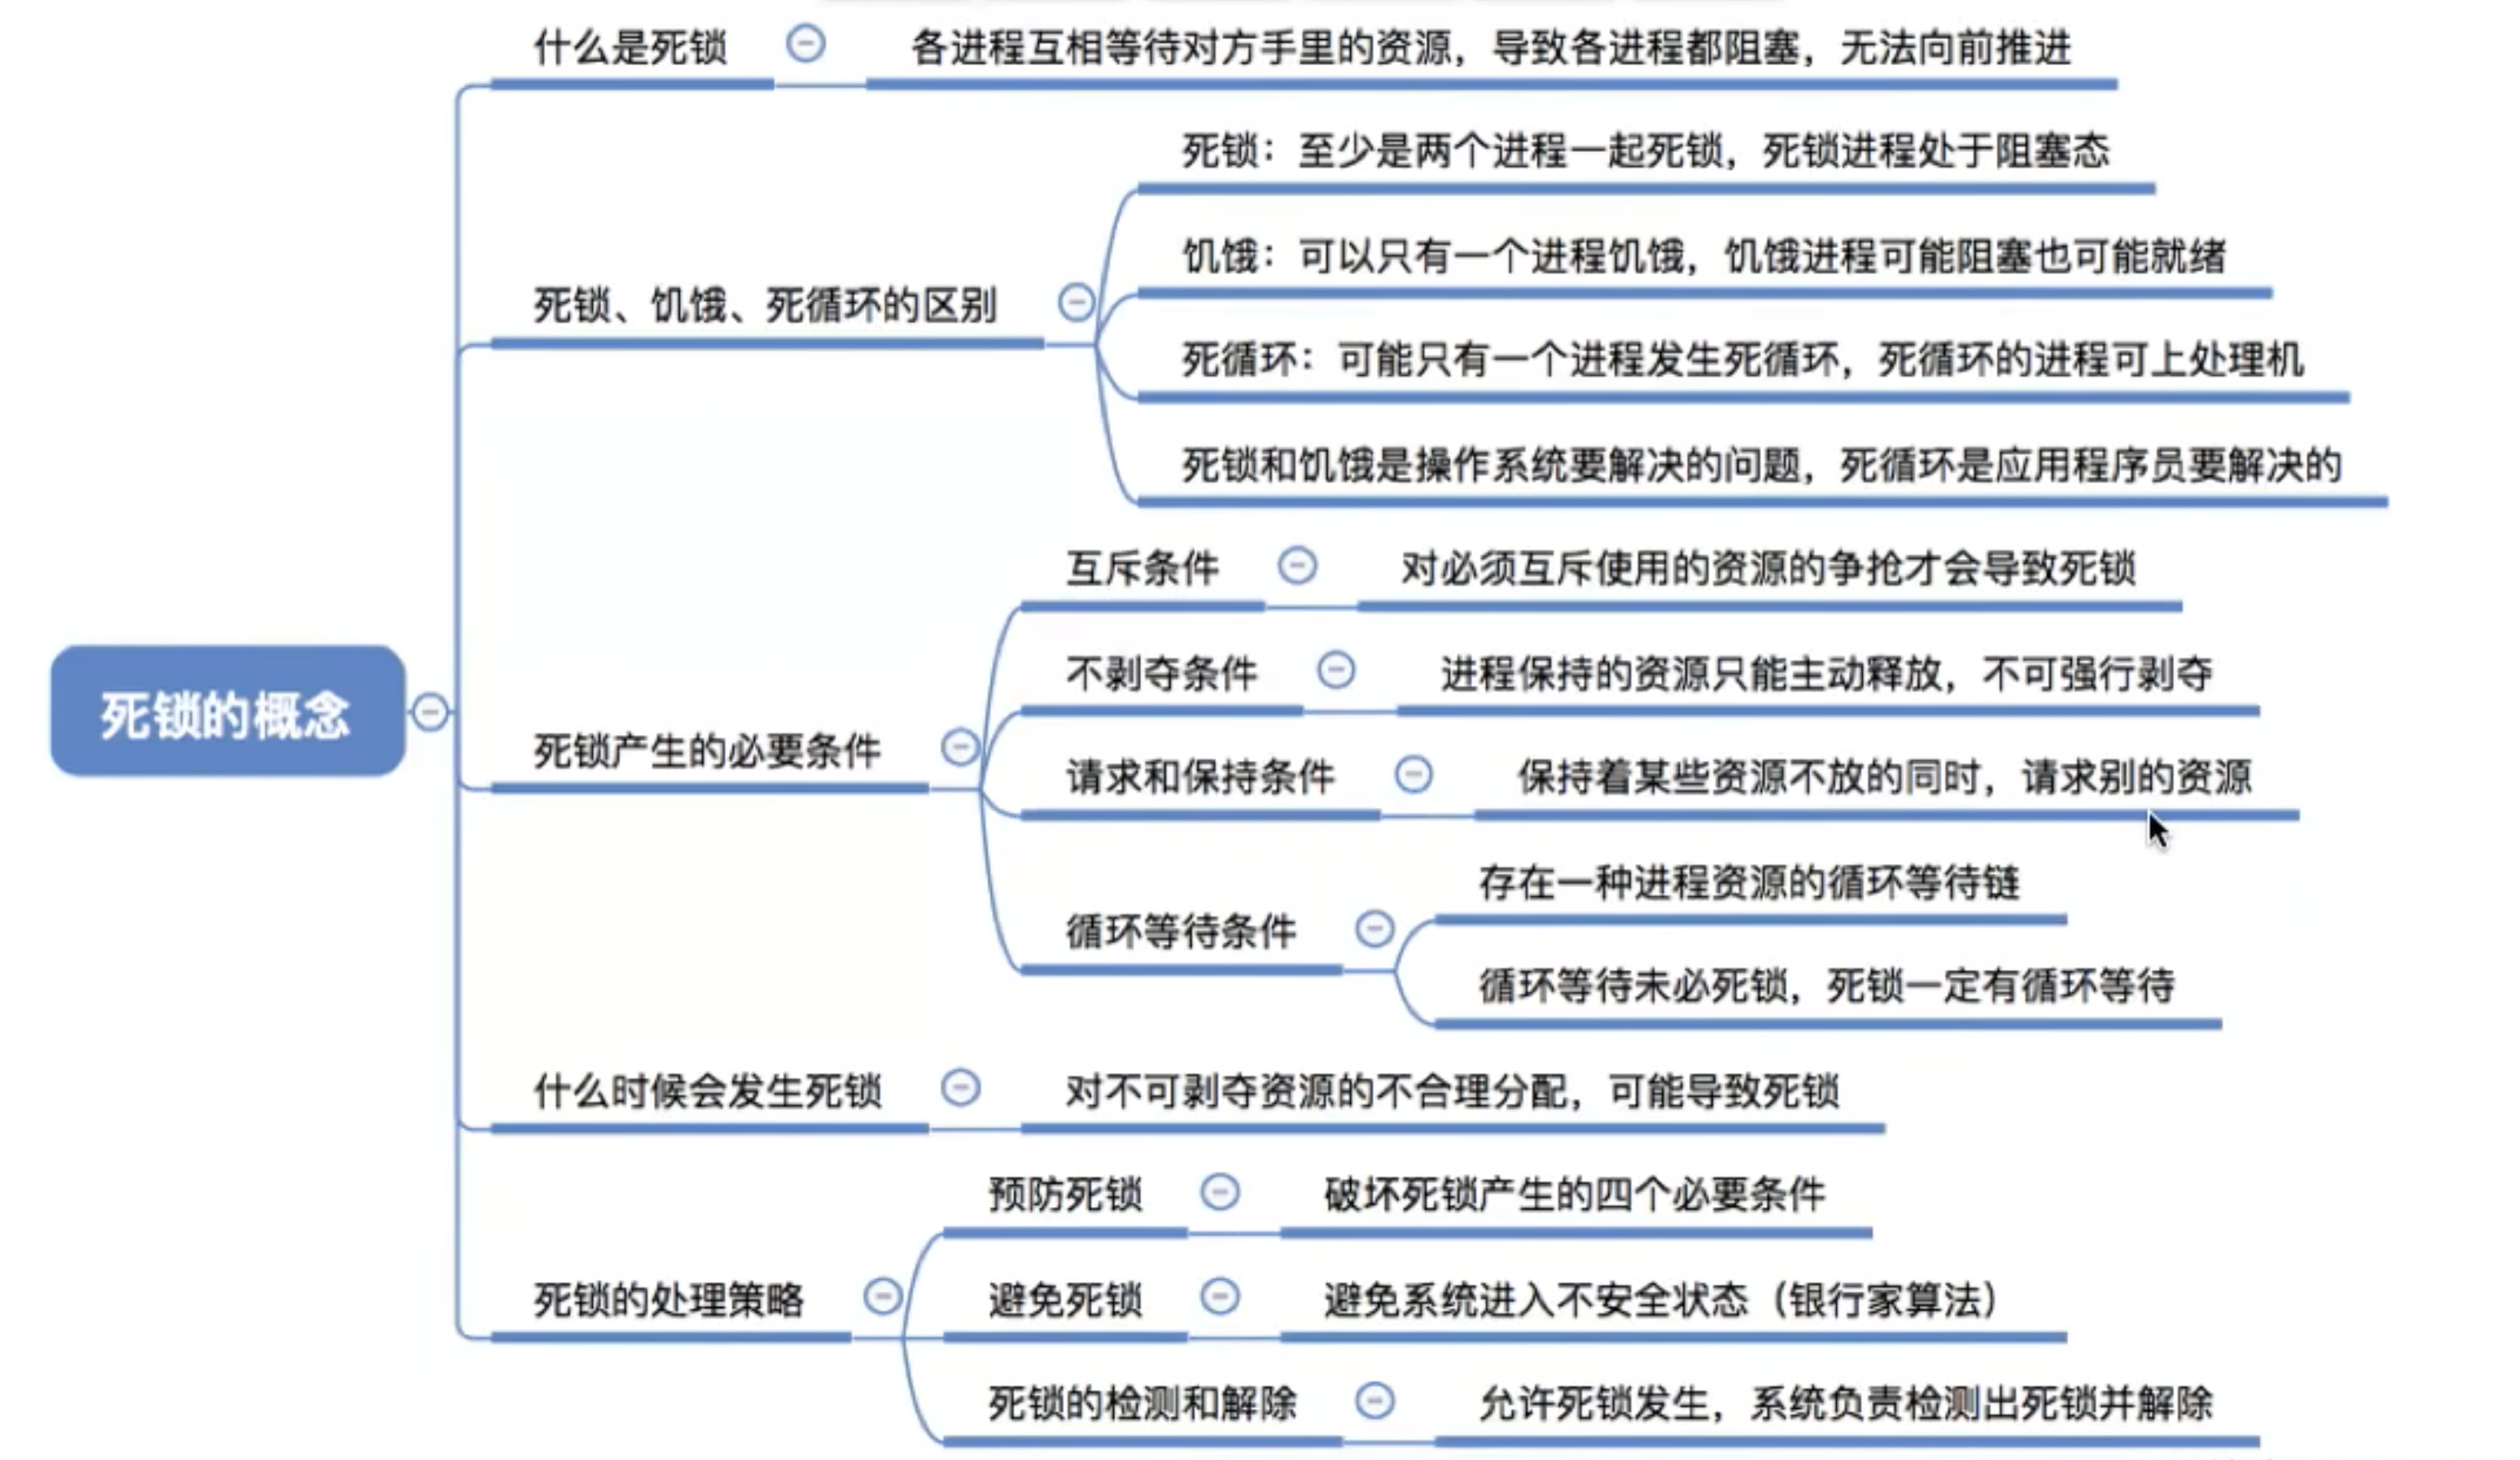 什么是死锁
各进程互相等待对方手里的资源，导致各进程都阻塞，无法向前推进
死锁：至少是两个进程一起死锁，死锁进程处于阻塞态
饥饿：可以只有一个进程饥饿，饥饿进程可能阻塞也可能就绪
死锁、饥饿、死循环的区别
死循环：可能只有一个进程发生死循环，死循环的进程可上处理机
死锁和饥饿是操作系统要解决的问题，死循环是应用程序员要解决的
互斥条件
对必须互斥使用的资源的争抢才会导致死锁
不剥夺条件
进程保持的资源只能主动释放，不可强行剥夺
死锁的概念
死锁产生的必要条件
请求和保持条件
保持着某些资源不放的同时，请求别的资源
循环等待条件
存在一种进程资源的循环等待链
循环等待未必死锁，死锁一定有循环等待
什么时候会发生死锁
对不可剥夺资源的不合理分配，可能导致死锁
预防死锁
破坏死锁产生的四个必要条件
死锁的处理策略
避免死锁
避免系统进入不安全状态（银行家算法）
死锁的检测和解除
允许死锁发生，系统负责检测出死锁并解除